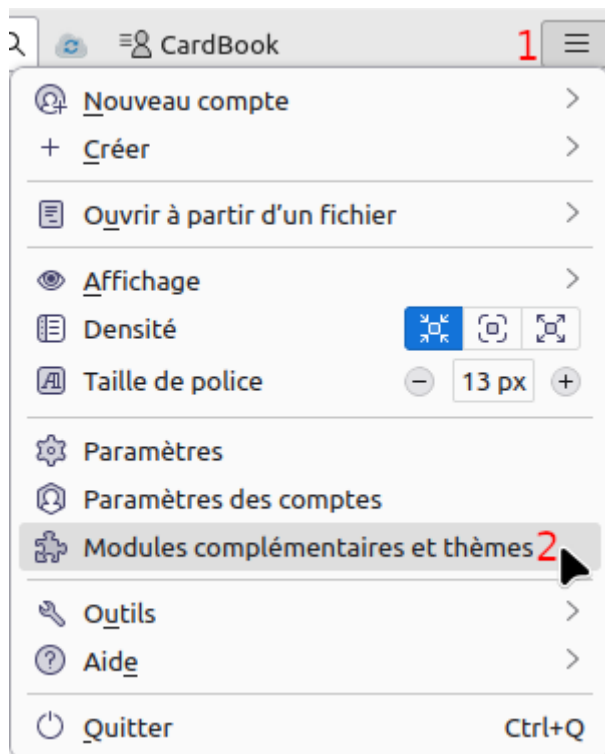 CardBook 1
Nouveau compte
Créer
Ouvrir à partir d’un fichier
Affichage
Densité
Taille de police 13 px
Paramètres
Paramètres des comptes
Modules complémentaires et thèmes 2
Outils
Aide
Quitter Ctrl+Q